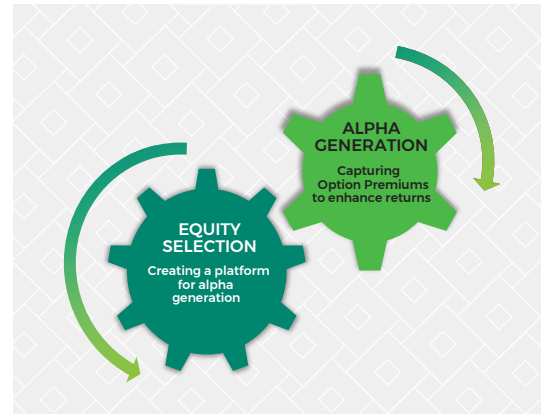 ALPHA
GENERATION
Capturing
Option Premiums
to enhance returns
EQUITY
SELECTION
Creating a platform
for alpha
generation